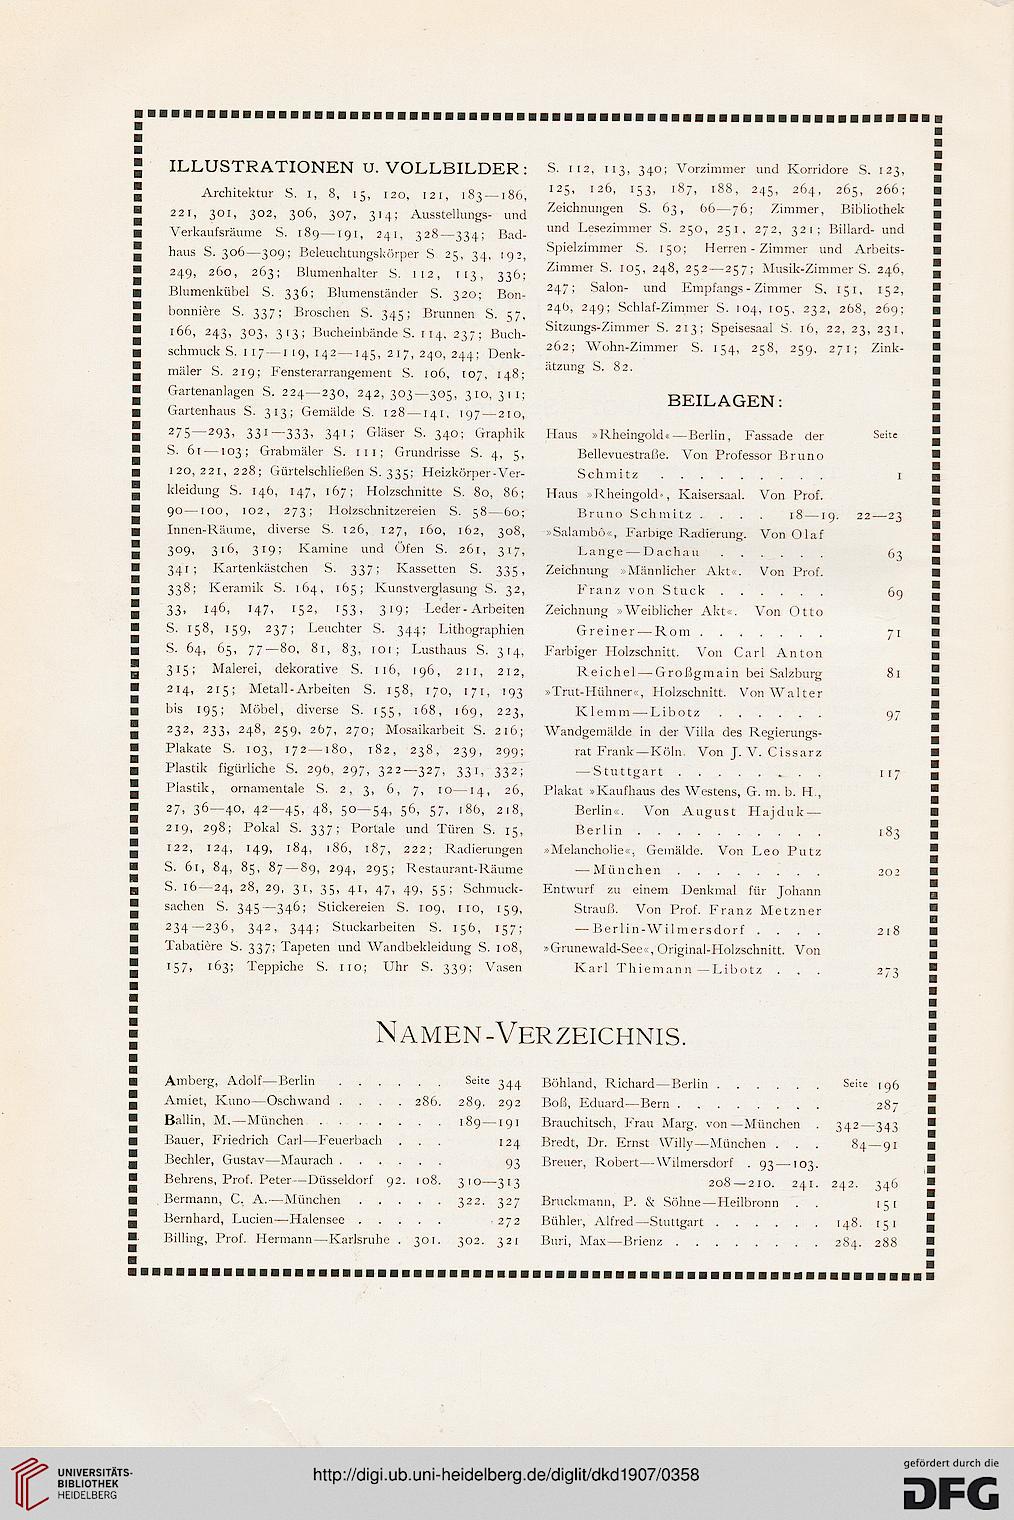 ILLUSTRATIONEN U. VOLLBILDER:
Architektur S. 1, 8, 15, 120, 121, 183—186,
221, 301, 302, 306, 307, 314; Ausstellungs- und
Verkaufsräume S. 189—191, 241, 328—334; Bad-
haus S. 306—309; Beleuchtungskörper S 25, 34, 192,
249, 260, 263; Blumenhalter S. 112, 113, 336;
Blumenkübel S. 336; Blumenständer S. 320; Bon-
bonnière S. 337; Broschen S. 345; Brunnen S. 57,
166, 243, 303, 313; Bucheinbände S. 114, 237; Buch-
schmuck S. 117—119, 142—145, 217, 240, 244; Denk-
mäler S. 219; Fensterarrangement S. 106, 107, 148;
Gartenanlagen S. 224—230, 242, 303—305, 310, 311;
Gartenhaus S. 313; Gemälde S. 128—141, 197—210,
275—293, 331—333, 341; Gläser S. 340; Graphik
S. 61—103; Grabmäler S. 111; Grundrisse S. 4, 5,
120, 221, 228; Gürtelschließen S. 335; Heizkörper-Ver-
kleidung S. 146, 147, 167; Holzschnitte S. 80, 86;
90—100, 102, 273; Holzschnitzereien S. 58—60;
Innen-Räume, diverse S. 126, 127, 160, 162, 308,
309, 316, 319; Kamine und Öfen S. 261, 317,
341; Kartenkästchen S. 337; Kassetten S. 335,
338; Keramik S. 164, 165; Kunstverglasung S. 32,
33, 146, 147, 152, 153, 319; Leder-Arbeiten
S. 158, 159, 237; Leuchter S. 344; Lithographien
S. 64, 65, 77—80, 81, 83, 101; Lusthaus S. 314,
315; Malerei, dekorative S. 116, 196, 211, 212,
214, 215; Metall-Arbeiten S. 158, 170, 171, 193
bis 195; Möbel, diverse S. 155, 168, 169, 223,
232, 233, 248, 259, 267, 270; Mosaikarbeit S. 216;
Plakate S. 103, 172—180, 182, 238, 239, 299;
Plastik figürliche S. 296, 297, 322—327, 331, 332;
Plastik, ornamentale S. 2, 3, 6, 7, 10—14, 26,
27, 36—40, 42—45, 48, 50—54, 56, 57, 186, 218,
219, 298; Pokal S. 337; Portale und Türen S. 15,
122, 124, 149, 184, 186, 187, 222; Radierungen
S. 61, 84, 85, 87—89, 294, 295; Restaurant-Räume
S. 16—24, 28, 29, 31, 35, 41, 47, 49, 55; Schmuck-
sachen S. 345—346; Stickereien S. 109, 110, 159,
234—236, 342, 344; Stuckarbeiten S. 156, 157;
Tabatière S. 337; Tapeten und Wandbekleidung S. 108,
157, 163; Teppiche S. 110; Uhr S. 339; Vasen
S. 112, 113, 340; Vorzimmer und Korridore S. 123,
125, 126, 153, 187, 188, 245, 264, 265, 266;
Zeichnungen S. 63, 66—76; Zimmer, Bibliothek
und Lesezimmer S. 250, 251, 272, 321; Billard- und
Spielzimmer S. 150; Herren-Zimmer und Arbeits-
Zimmer S. 105, 248, 252—257; Musik-Zimmer S. 246,
247; Salon- und Empfangs-Zimmer S. 151, 152,
246, 249; Schlaf-Zimmer S. 104, 105, 232, 268, 269;
Sitzungs-Zimmer S. 213; Speisesaal S. 16, 22, 23, 231,
262; Wohn-Zimmer S. 154, 258, 259, 271; Zink-
ätzung S. 82.
BEILAGEN:
Haus »Rheingold«—Berlin, Fassade der Seite
Bellevuestraße. Von Professor Bruno
Schmitz . . . . . . . . . 1
Haus »Rheingold«, Kaisersaal. Von Prof.
Bruno Schmitz . . . . 18—19. 22—23
»Salambô«, Farbige Radierung. Von Olaf
Lange—Dachau . . . . . . 63
Zeichnung »Männlicher Akt«. Von Prof.
Franz von Stuck . . . . . . 69
Zeichnung »Weiblicher Akt«. Von Otto
Greiner—Rom . . . . . . . 71
Farbiger Holzschnitt. Von Carl Anton
Reichel—Großgmain bei Salzburg 81
»Trut-Hühner«, Holzschnitt. Von Walter
Klemm—Libotz . . . . . . 97
Wandgemälde in der Villa des Regierungs-
rat Frank—Köln. Von J. V. Cissarz
—Stuttgart . . . . . . . . 117
Plakat »Kaufhaus des Westens, G. m. b. H.,
Berlin«. Von August Hajduk—
Berlin . . . . . . . . . . 183
»Melancholie«, Gemälde. Von Leo Putz
—München . . . . . . . . 202
Entwurf zu einem Denkmal für Johann
Strauß. Von Prof. Franz Metzner
—Berlin-Wilmersdorf . . . . 218
»Grunewald-See«, Original-Holzschnitt. Von
Karl Thiemann—Libotz . . . 273
NAMEN-VERZEICHNIS.
Amberg, Adolf—Berlin . . . . . . Seite 344
Amiet, Kuno—Oschwand . . . . 286. 289. 292
Ballin, M.—München . . . . . . . . 189—191
Bauer, Friedrich Carl—Feuerbach . . . 124
Bechler, Gustav—Maurach . . . . . . 93
Behrens, Prof. Peter—Düsseldorf 92. 108. 310—313
Bermann, C. A.—München . . . . . 322. 327
Bernhard, Lucien—Halensee . . . . . 272
Billing, Prof. Hermann—Karlsruhe . 301. 302. 321
Böhland, Richard—Berlin . . . . . . Seite 196
Boß, Eduard—Bern . . . . . . . . 287
Brauchitsch, Frau Marg. von—München . 342—343
Bredt, Dr. Ernst Willy—München . . . 84—91
Breuer, Robert—Wilmersdorf . 93—103.
208—210. 241. 242. 346
Bruckmann, P. & Söhne—Heilbronn . . 151
Bühler, Alfred—Stuttgart . . . . . . 148. 151
Buri, Max—Brienz . . . . . . . . 284. 288
UNIVERSITÄTS-
BIBLIOTHEK
HEIDELBERG
http://digi.ub.uni-heidelberg.de/diglit/dkd1907/0358
gefördert durch die
DFG